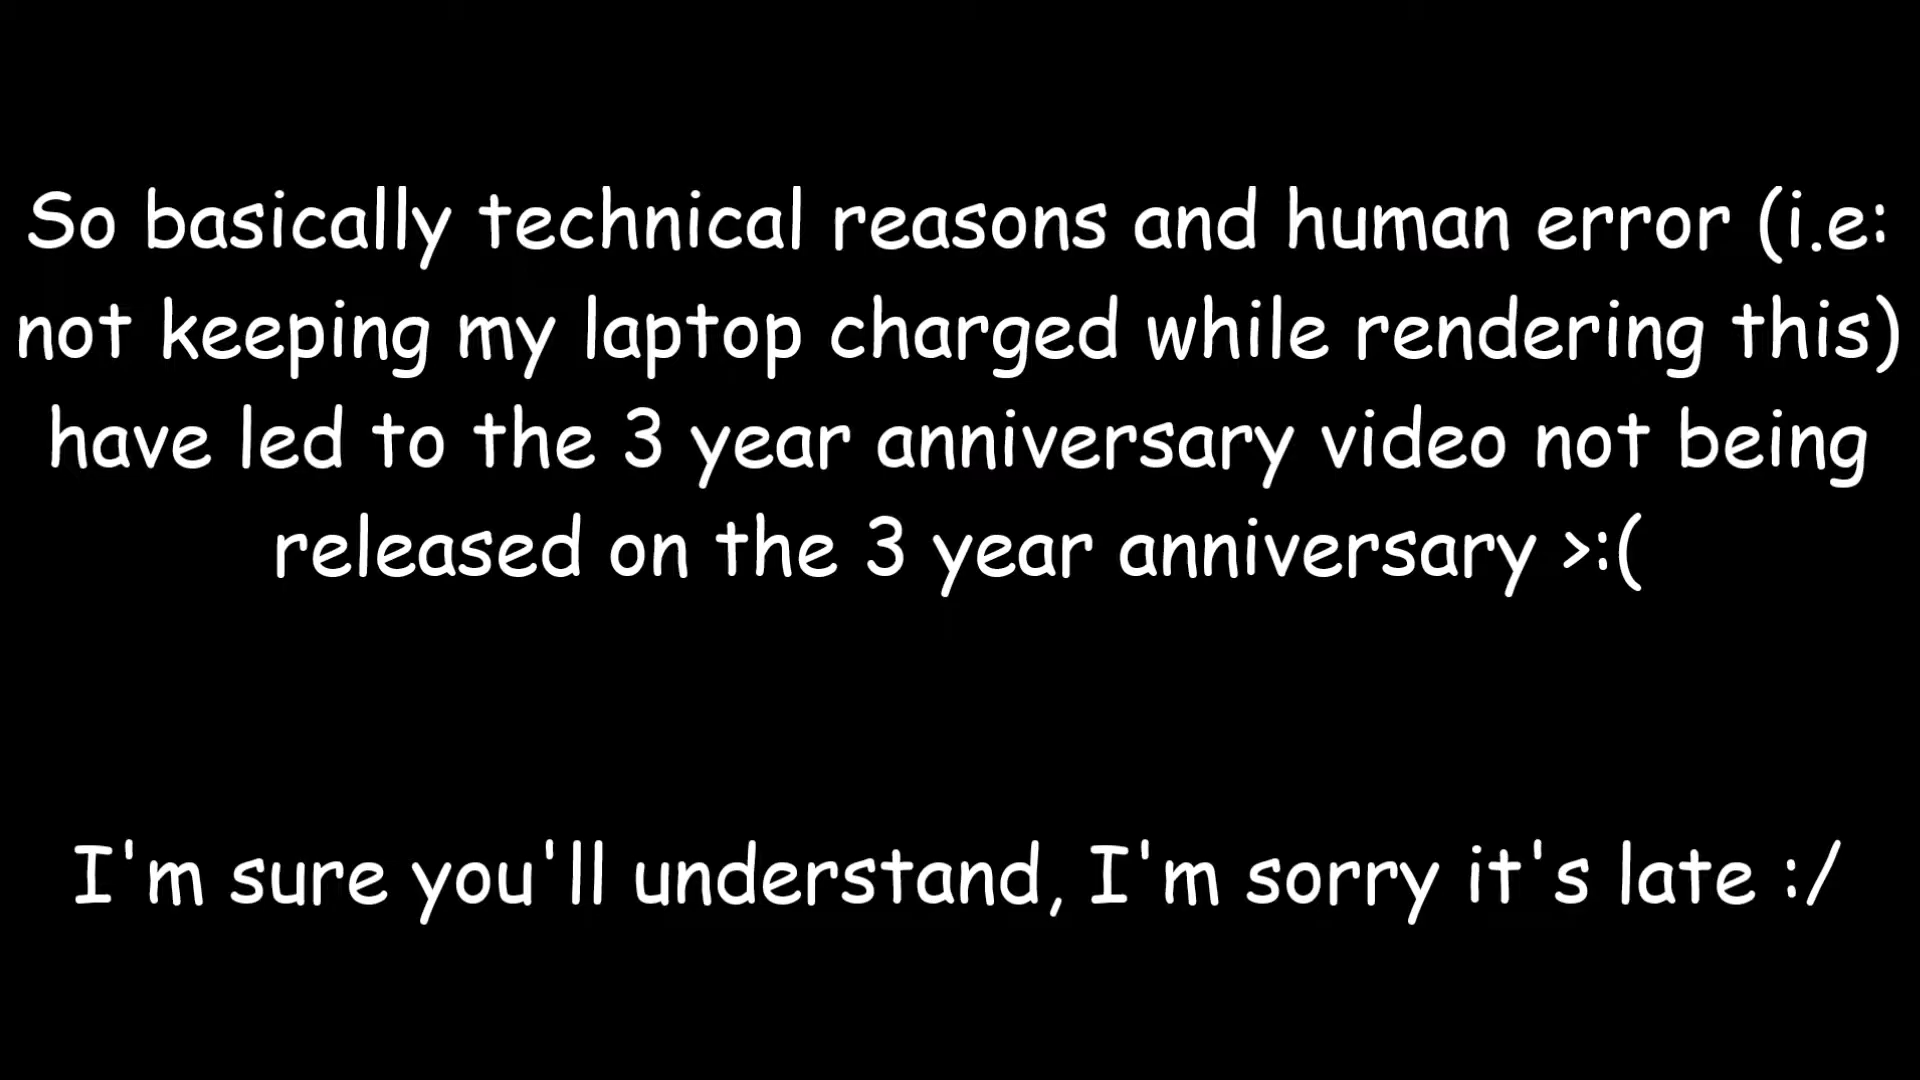 So basically technical reasons and human error (i.e:
not keeping my laptop charged while rendering this)
have led to the 3 year anniversary video not being
released on the 3 year anniversary >:(
I'm sure you'll understand, I'm sorry it's late :/